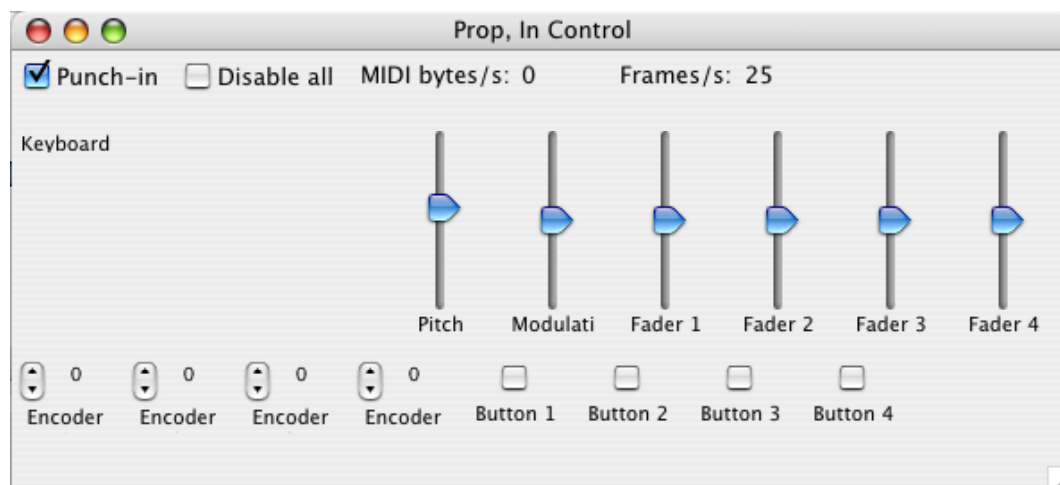 Prop, In Control
Punch-in Disable all MIDI bytes/s: 0 Frames/s: 25
Keyboard
Pitch Modulati Fader 1 Fader 2 Fader 3 Fader 4
0 0 0 0
Encoder Encoder Encoder Encoder Button 1 Button 2 Button 3 Button 4